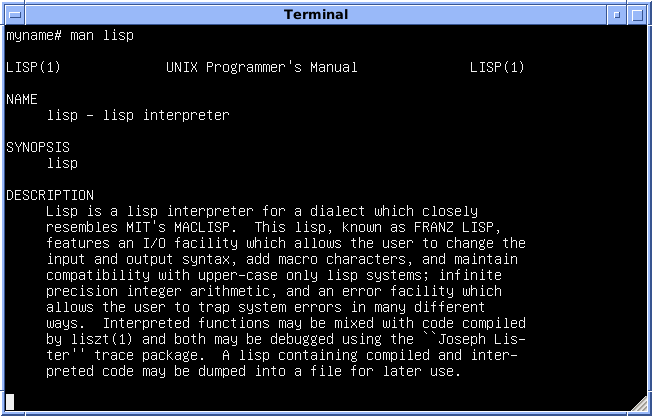 Terminal
myname# man lisp
LISP(1) UNIX Programmer's Manual LISP(1)
NAME
lisp - lisp interpreter
SYNOPSIS
lisp
DESCRIPTION
Lisp is a lisp interpreter for a dialect which closely
resembles MIT's MACLISP. This lisp, known as FRANZ LISP,
features an I/O facility which allows the user to change the
input and output syntax, add macro characters, and maintain
compatibility with upper-case only lisp systems; infinite
precision integer arithmetic, and an error facility which
allows the user to trap system errors in many different
ways. Interpreted functions may be mixed with code compiled
by liszt(1) and both may be debugged using the ``Joseph Lis-
ter'' trace package. A lisp containing compiled and inter-
preted code may be dumped into a file for later use.